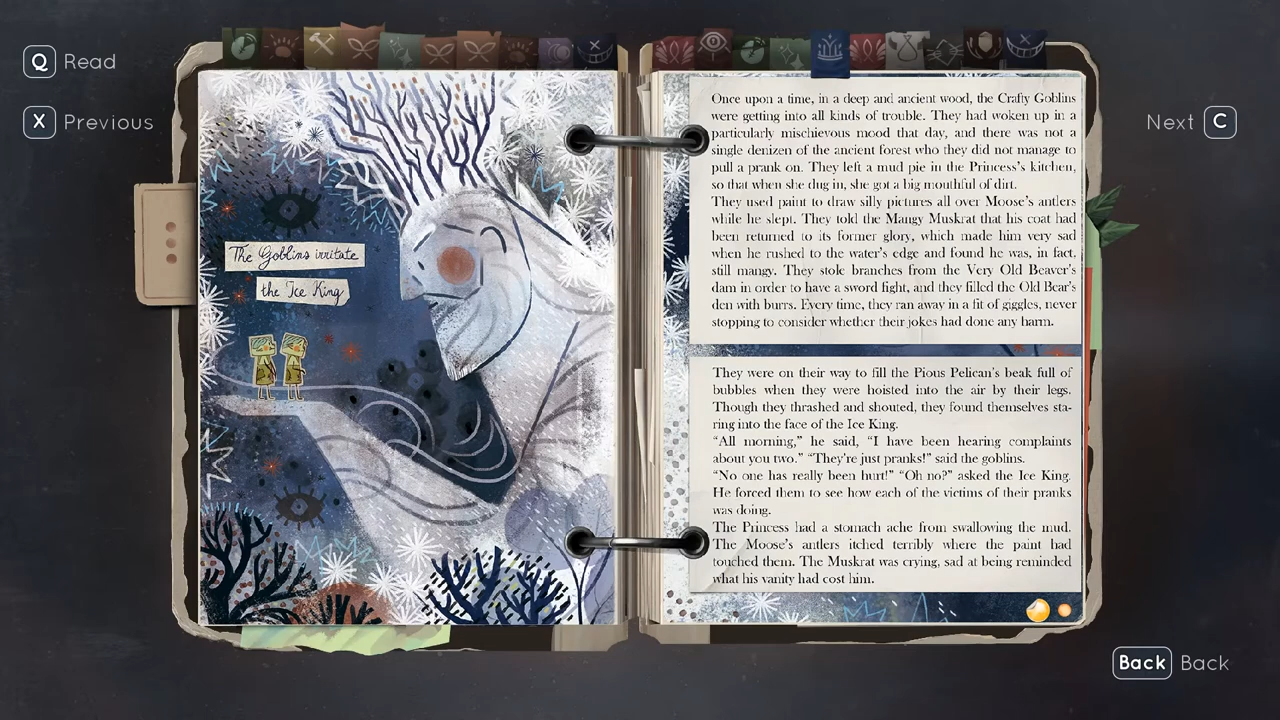 Q Read
X Previous
Next C
The Goblins irritate
the Ice King
Once upon a time, in a deep and ancient wood, the Crafty Goblins
were getting into all kinds of trouble. They had woken up in a
particularly mischievous mood that day, and there was not a
single denizen of the ancient forest who they did not manage to
pull a prank on. They left a mud pie in the Princess's kitchen,
so that when she dug in, she got a big mouthful of dirt.
They used paint to draw silly pictures all over Moose's antlers
while he slept. They told the Mangy Muskrat that his coat had
been returned to its former glory, which made him very sad
when he rushed to the water's edge and found he was, in fact,
still mangy. They stole branches from the Very Old Beaver's
dam in order to have a sword fight, and they filled the Old Bear's
den with burrs. Every time, they ran away in a fit of giggles, never
stopping to consider whether their jokes had done any harm.
They were on their way to fill the Pious Pelican's beak full of
bubbles when they were hoisted into the air by their legs.
Though they thrashed and shouted, they found themselves sta-
ring into the face of the Ice King.
“All morning,” he said, “I have been hearing complaints
about you two.” “They're just pranks!” said the goblins.
“No one has really been hurt!” “Oh no?” asked the Ice King.
He forced them to see how each of the victims of their pranks
was doing.
The Princess had a stomach ache from swallowing the mud.
The Moose's antlers itched terribly where the paint had
touched them. The Muskrat was crying, sad at being reminded
what his vanity had cost him.
Back Back